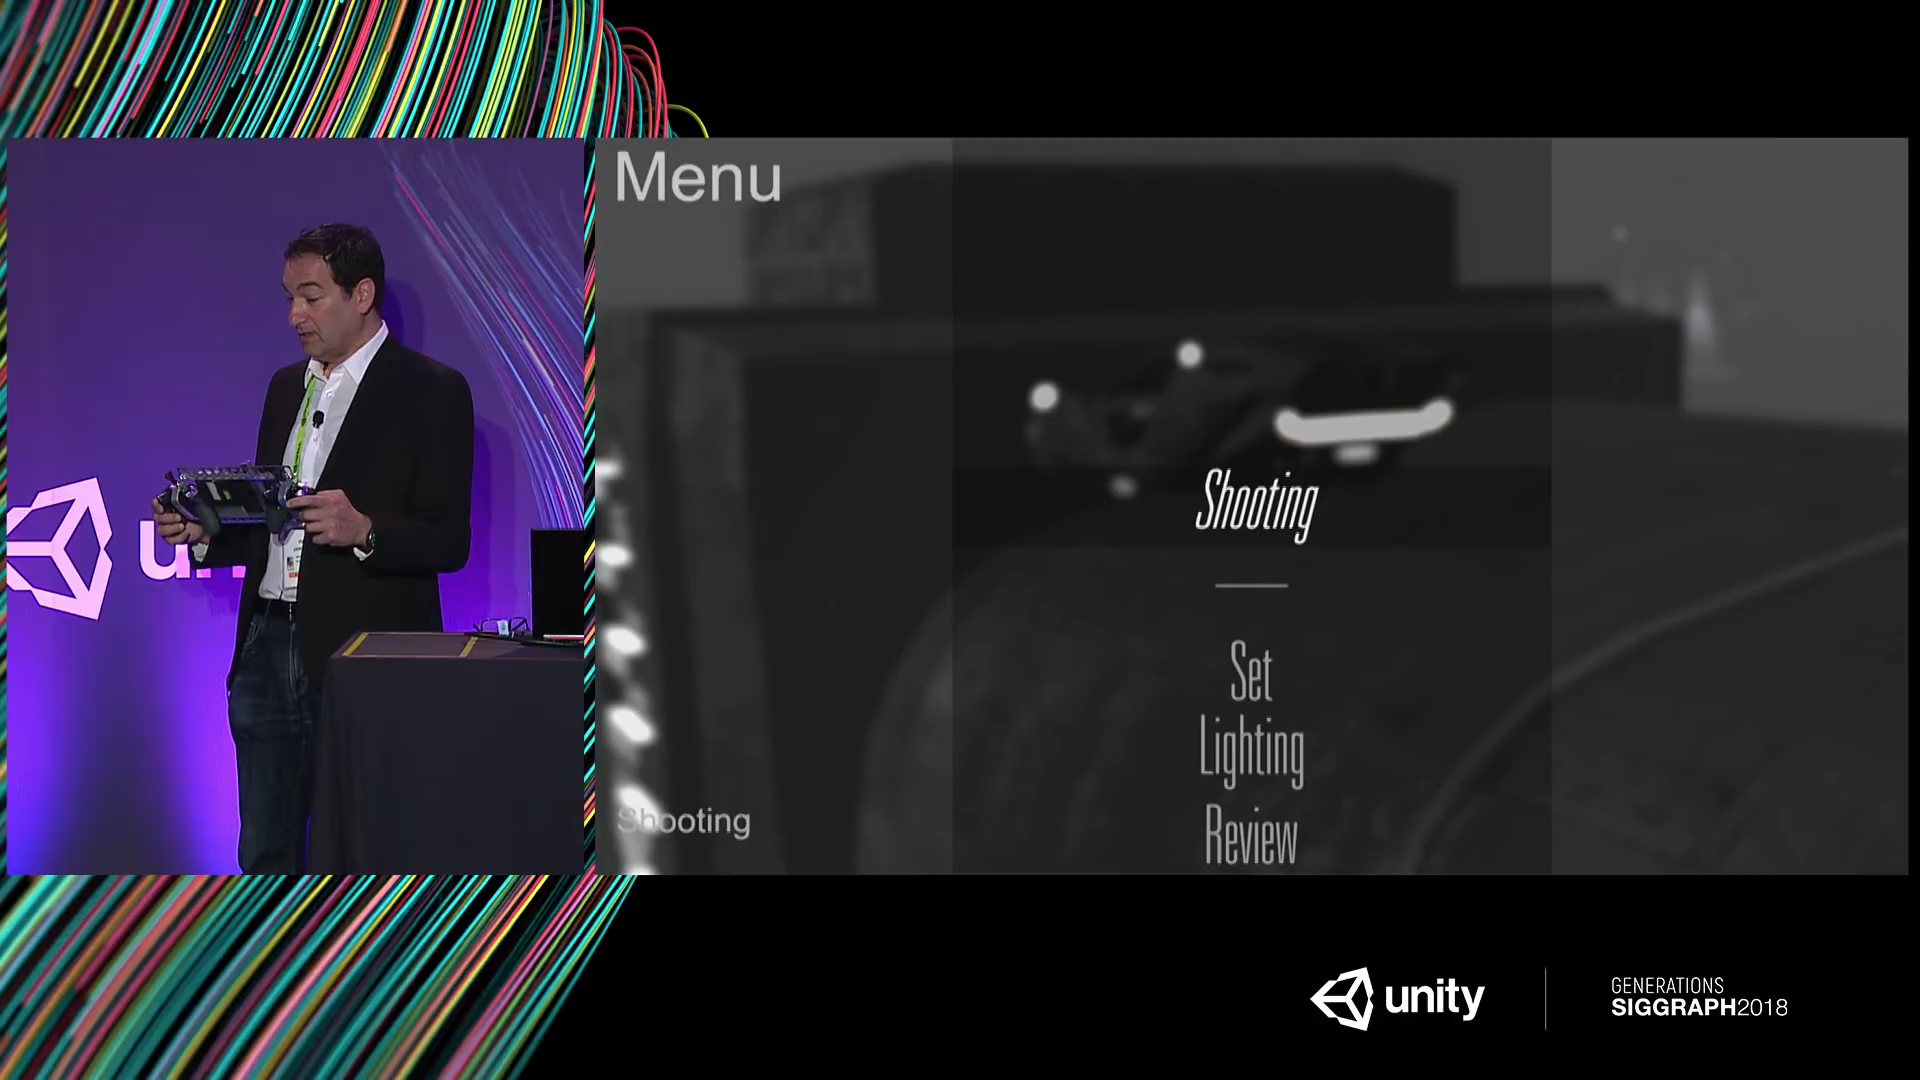 Menu
Shooting
Set
Lighting
Review
Shooting
unity
GENERATIONS
SIGGRAPH2018